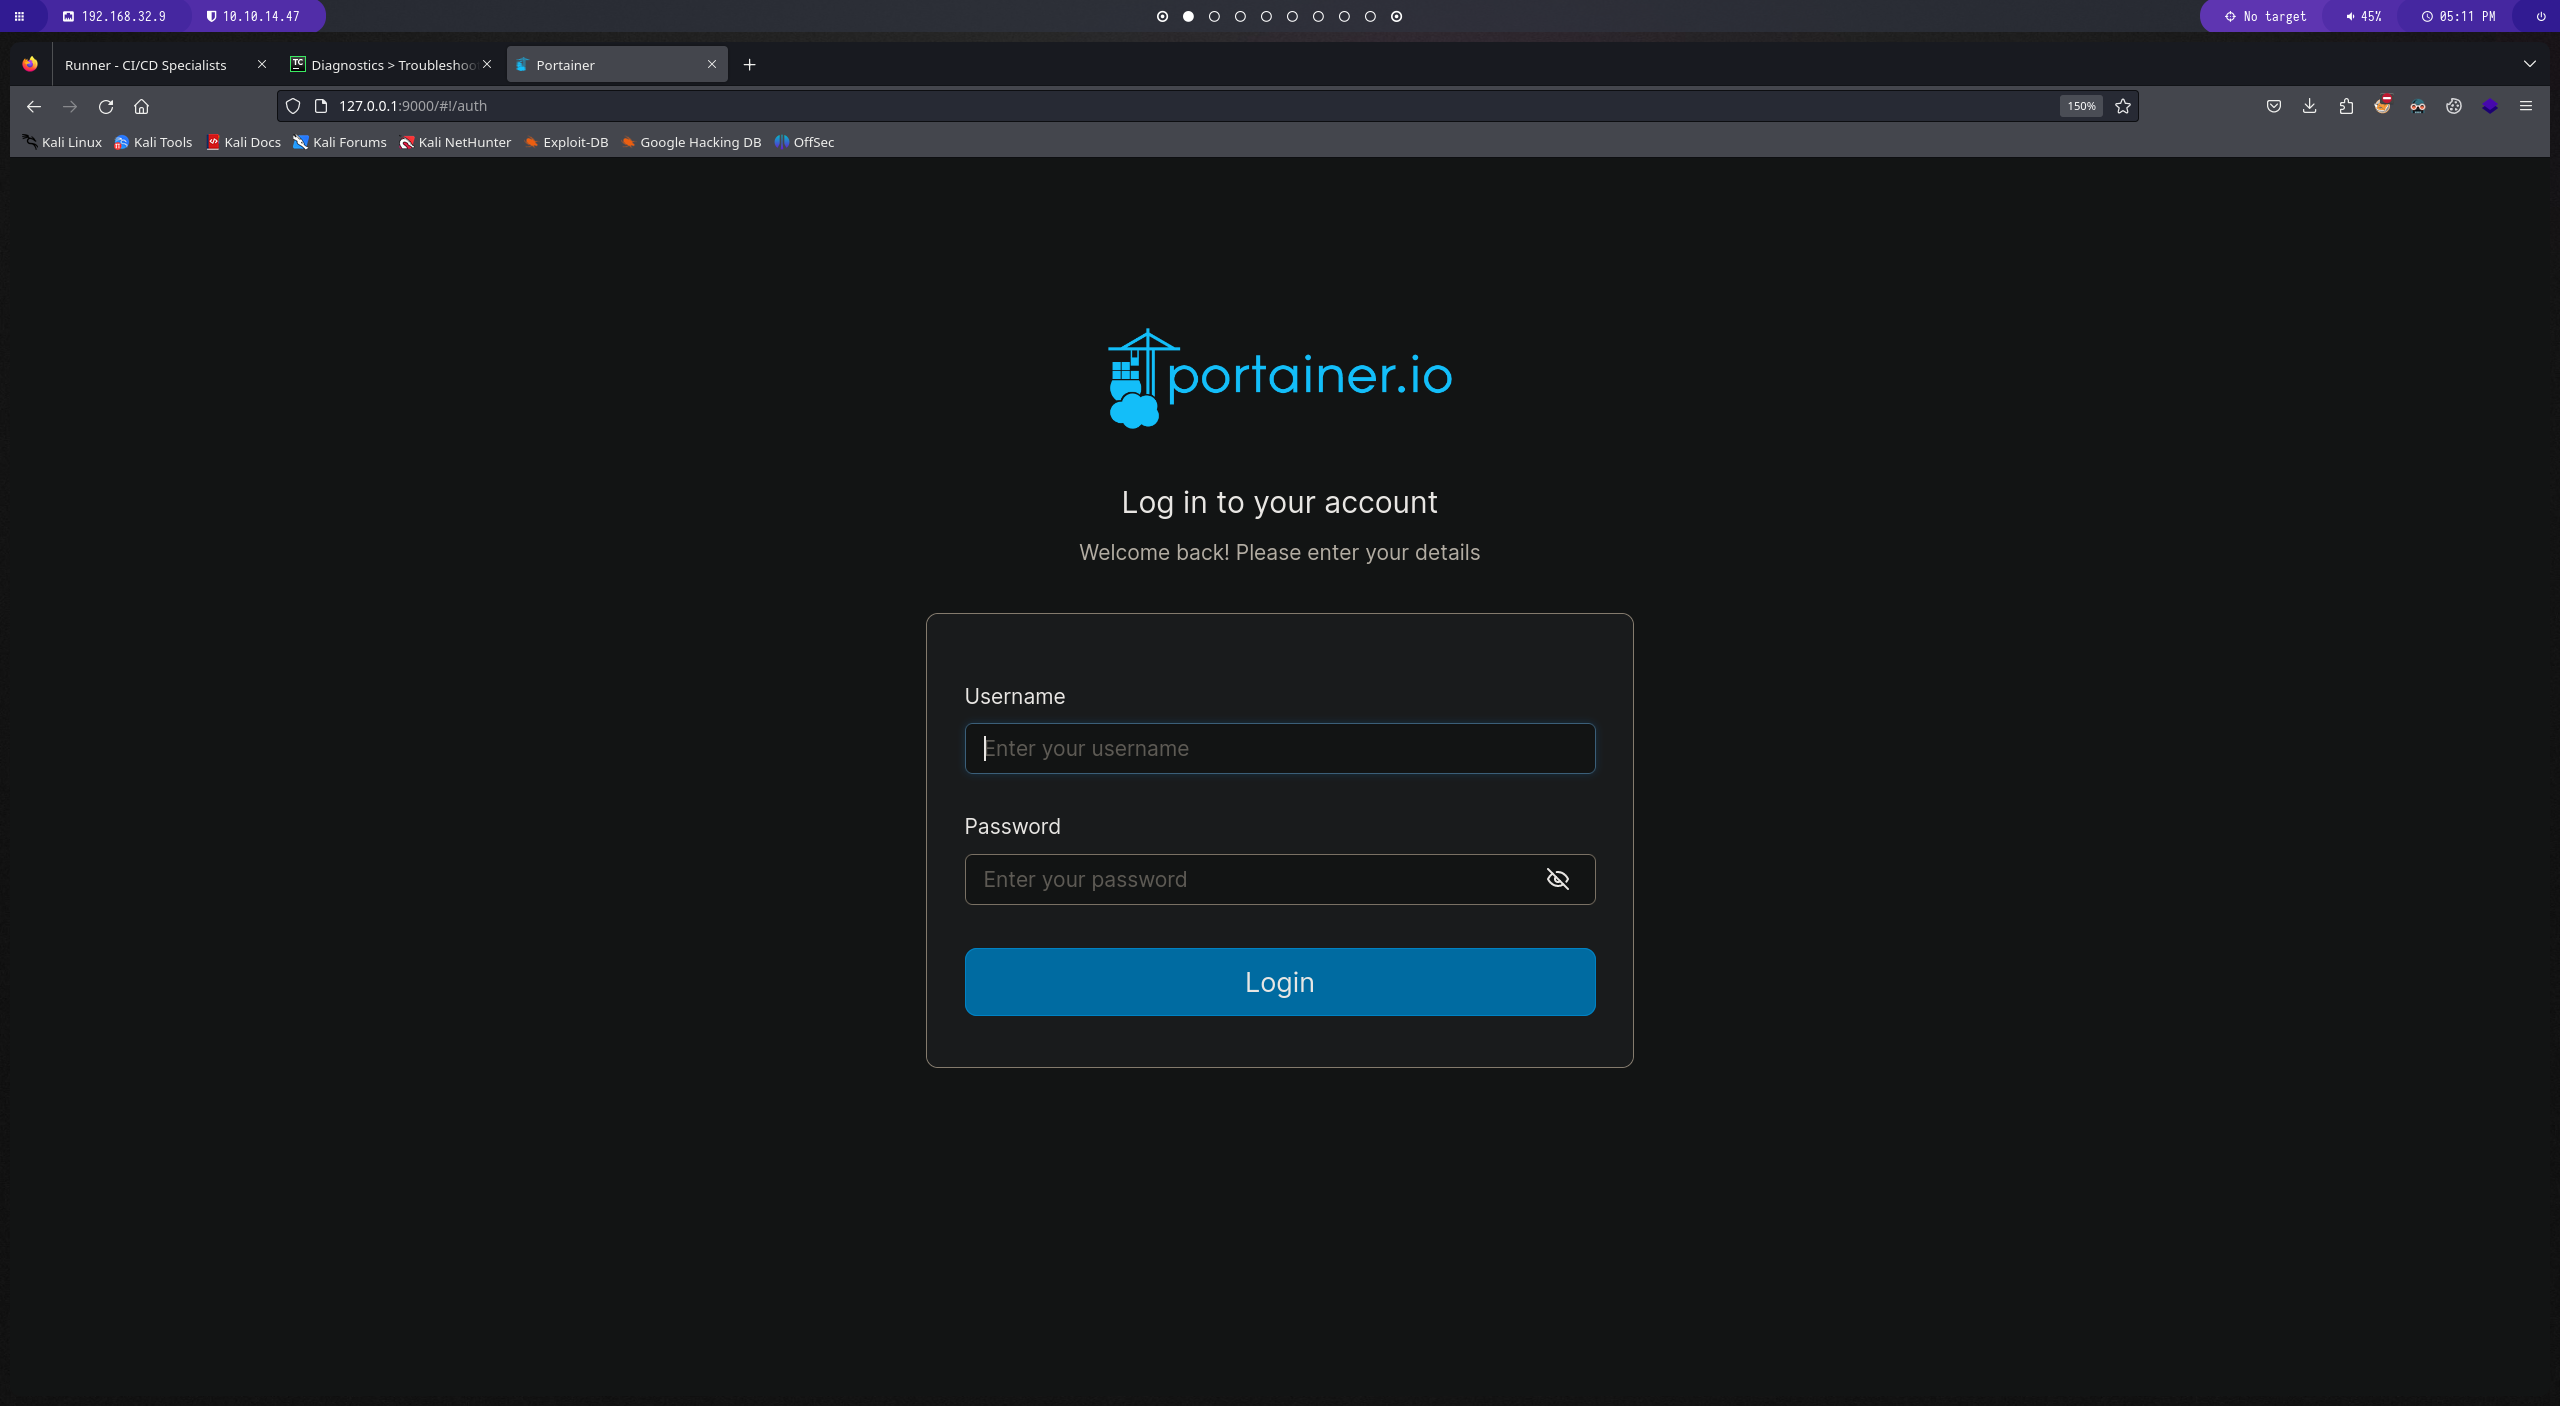 192.168.32.9 10.10.14.47 No target 45% 05:11 PM
Runner - CI/CD Specialists TC Diagnostics > Troubleshoo Portainer
127.0.0.1:9000/#!/auth 150%
Kali Linux Kali Tools Kali Docs Kali Forums Kali NetHunter Exploit-DB Google Hacking DB OffSec
portainer.io
Log in to your account
Welcome back! Please enter your details
Username
Enter your username
Password
Enter your password
Login